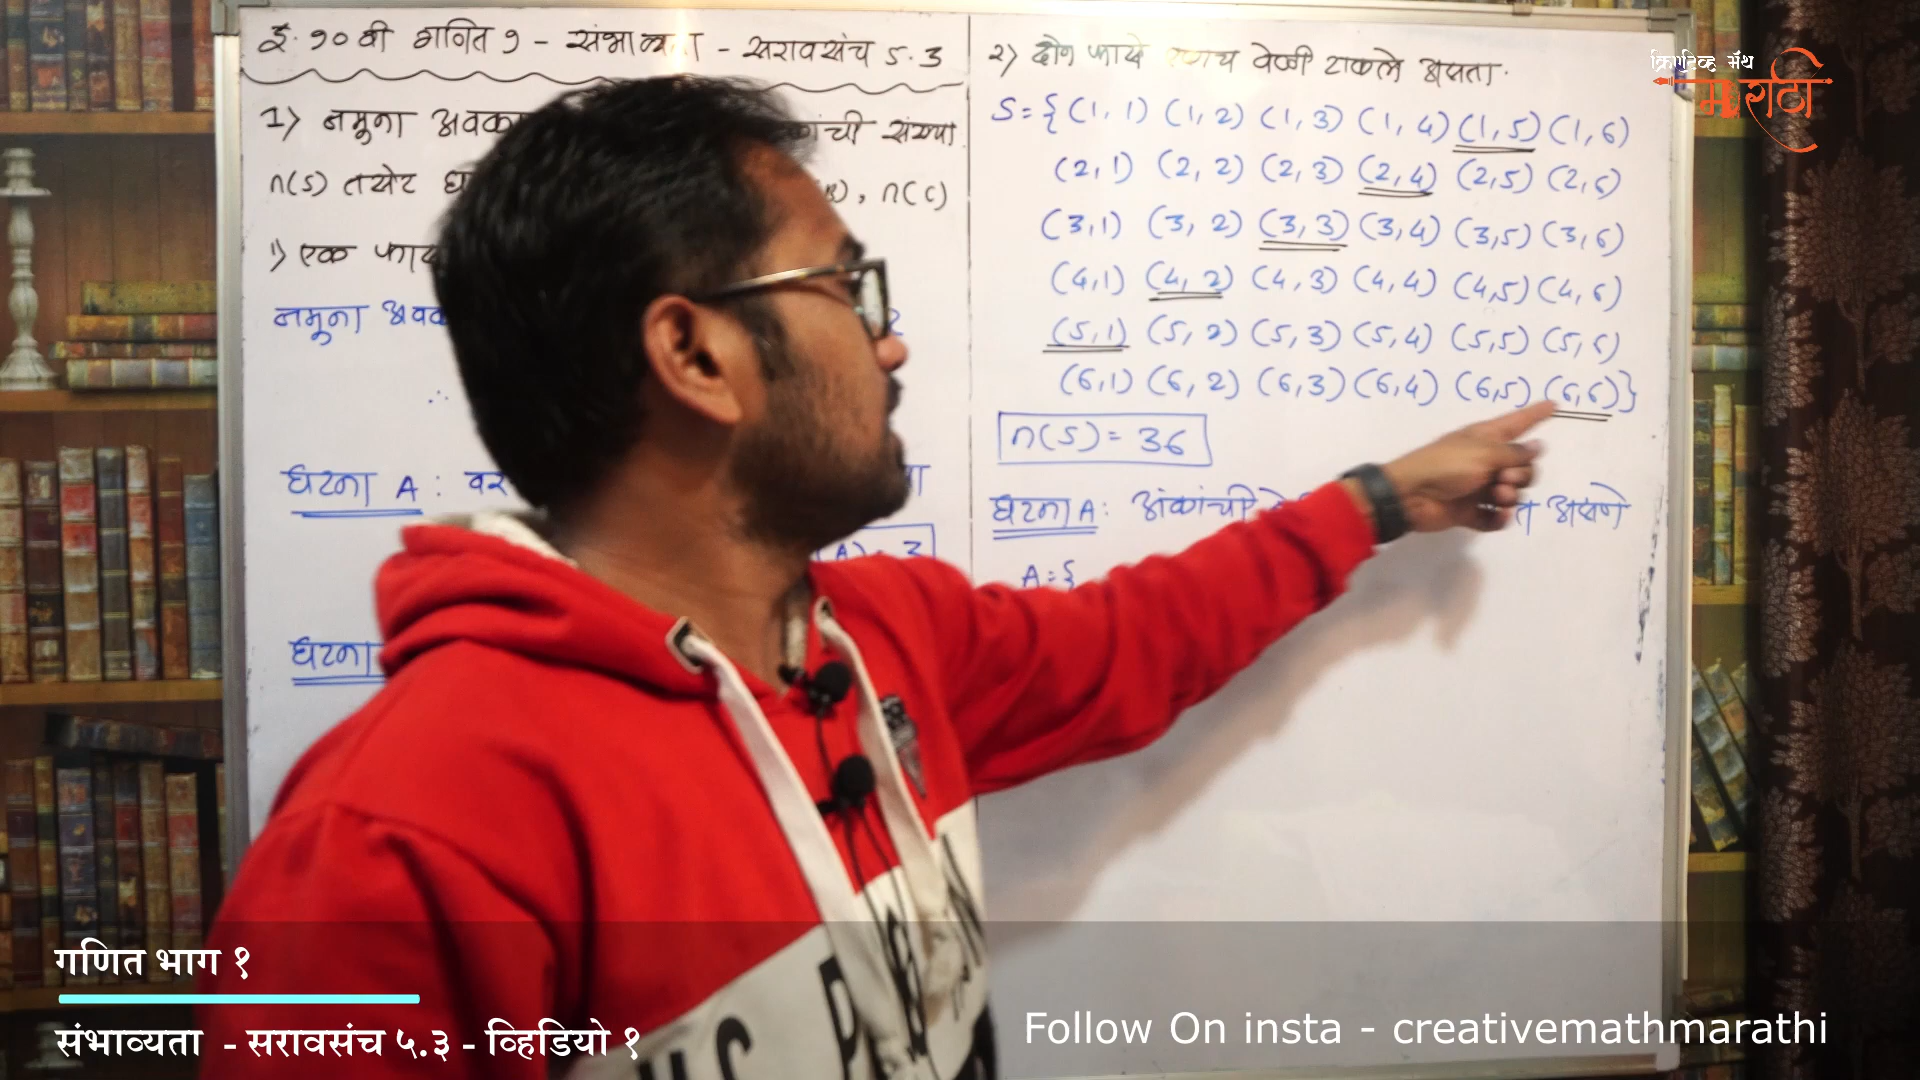 इ. १० वी गणित १ - संभाव्यता - सरावसंच 5.3
1) नमुना अवका कांची संख्या
n(S) तसेच घ B), n(C)
१) एक फासा
नमुना अवक
∴
घटना A : वर
(A) = 3
घटना
२) दोन फासे एकाच वेळी टाकले असता.
S = { (1, 1) (1, 2) (1, 3) (1, 4) (1, 5) (1, 6)
(2, 1) (2, 2) (2, 3) (2, 4) (2,5) (2,6)
(3,1) (3, 2) (3, 3) (3,4) (3,5) (3,6)
(4,1) (4, 2) (4, 3) (4, 4) (4,5) (4, 6)
(5,1) (5, 2) (5, 3) (5, 4) (5,5) (5, 6)
(6,1) (6, 2) (6,3) (6,4) (6,5) (6,6) }
n(S) = 36
घटना A : अंकांची त असणे
A = {
क्रिएटिव्ह मॅथ
मराठी
गणित भाग १
संभाव्यता - सरावसंच ५.३ - व्हिडियो १
Follow On insta - creativemathmarathi